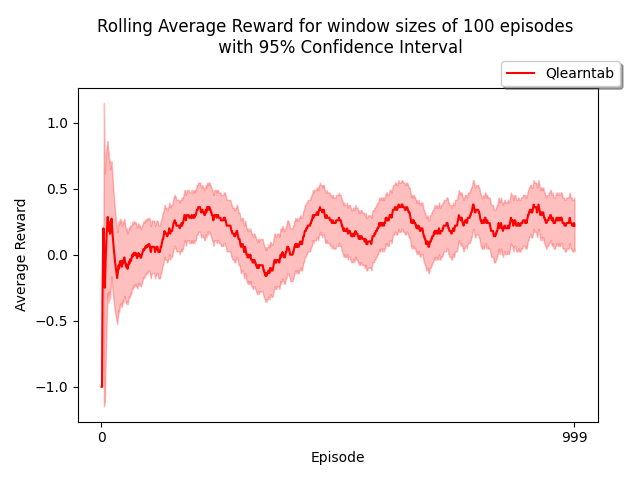 Rolling Average Reward for window sizes of 100 episodes
with 95% Confidence Interval
Qlearntab
1.0
0.5
0.0
−0.5
−1.0
Average Reward
0
999
Episode